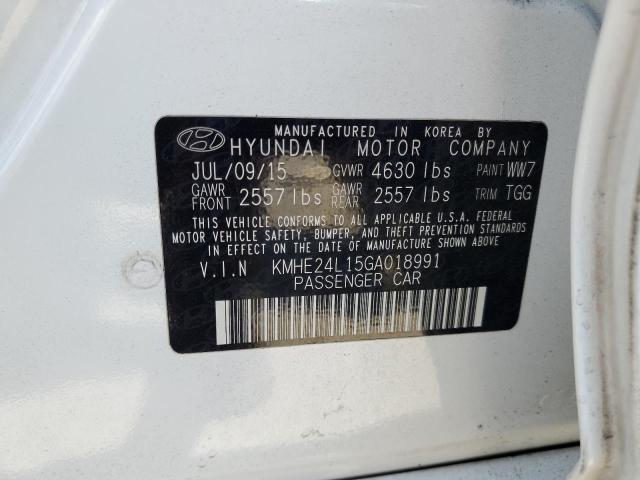 MANUFACTURED IN KOREA BY
HYUNDAI MOTOR COMPANY
JUL/09/15 GVWR 4630 lbs PAINT WW7
GAWR FRONT 2557 lbs GAWR REAR 2557 lbs TRIM TGG
THIS VEHICLE CONFORMS TO ALL APPLICABLE U.S.A. FEDERAL
MOTOR VEHICLE SAFETY, BUMPER, AND THEFT PREVENTION STANDARDS
IN EFFECT ON THE DATE OF MANUFACTURE SHOWN ABOVE.
V.I.N KMHE24L15GA018991
PASSENGER CAR